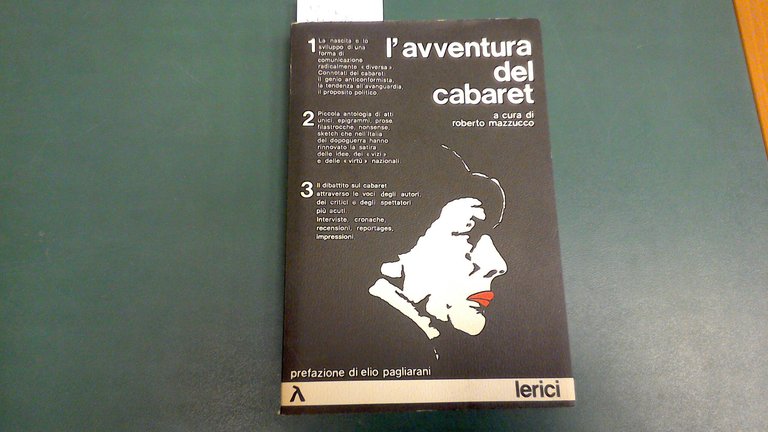 l'avventura
del
cabaret
a cura di
roberto mazzucco
1 La nascita e lo
sviluppo di una
forma di
comunicazione
radicalmente «diversa».
Connotati del cabaret:
il genio anticonformista,
la tendenza all'avanguardia,
il proposito politico.
2 Piccola antologia di atti
unici, epigrammi, prose,
filastrocche, nonsense,
sketch che nell'Italia
del dopoguerra hanno
rinnovato la satira
delle idee, dei «vizi»
e delle «virtù» nazionali.
3 Il dibattito sul cabaret
attraverso le voci degli autori,
dei critici e degli spettatori
più acuti.
Interviste, cronache,
recensioni, reportages,
impressioni.
prefazione di elio pagliarani
λ lerici